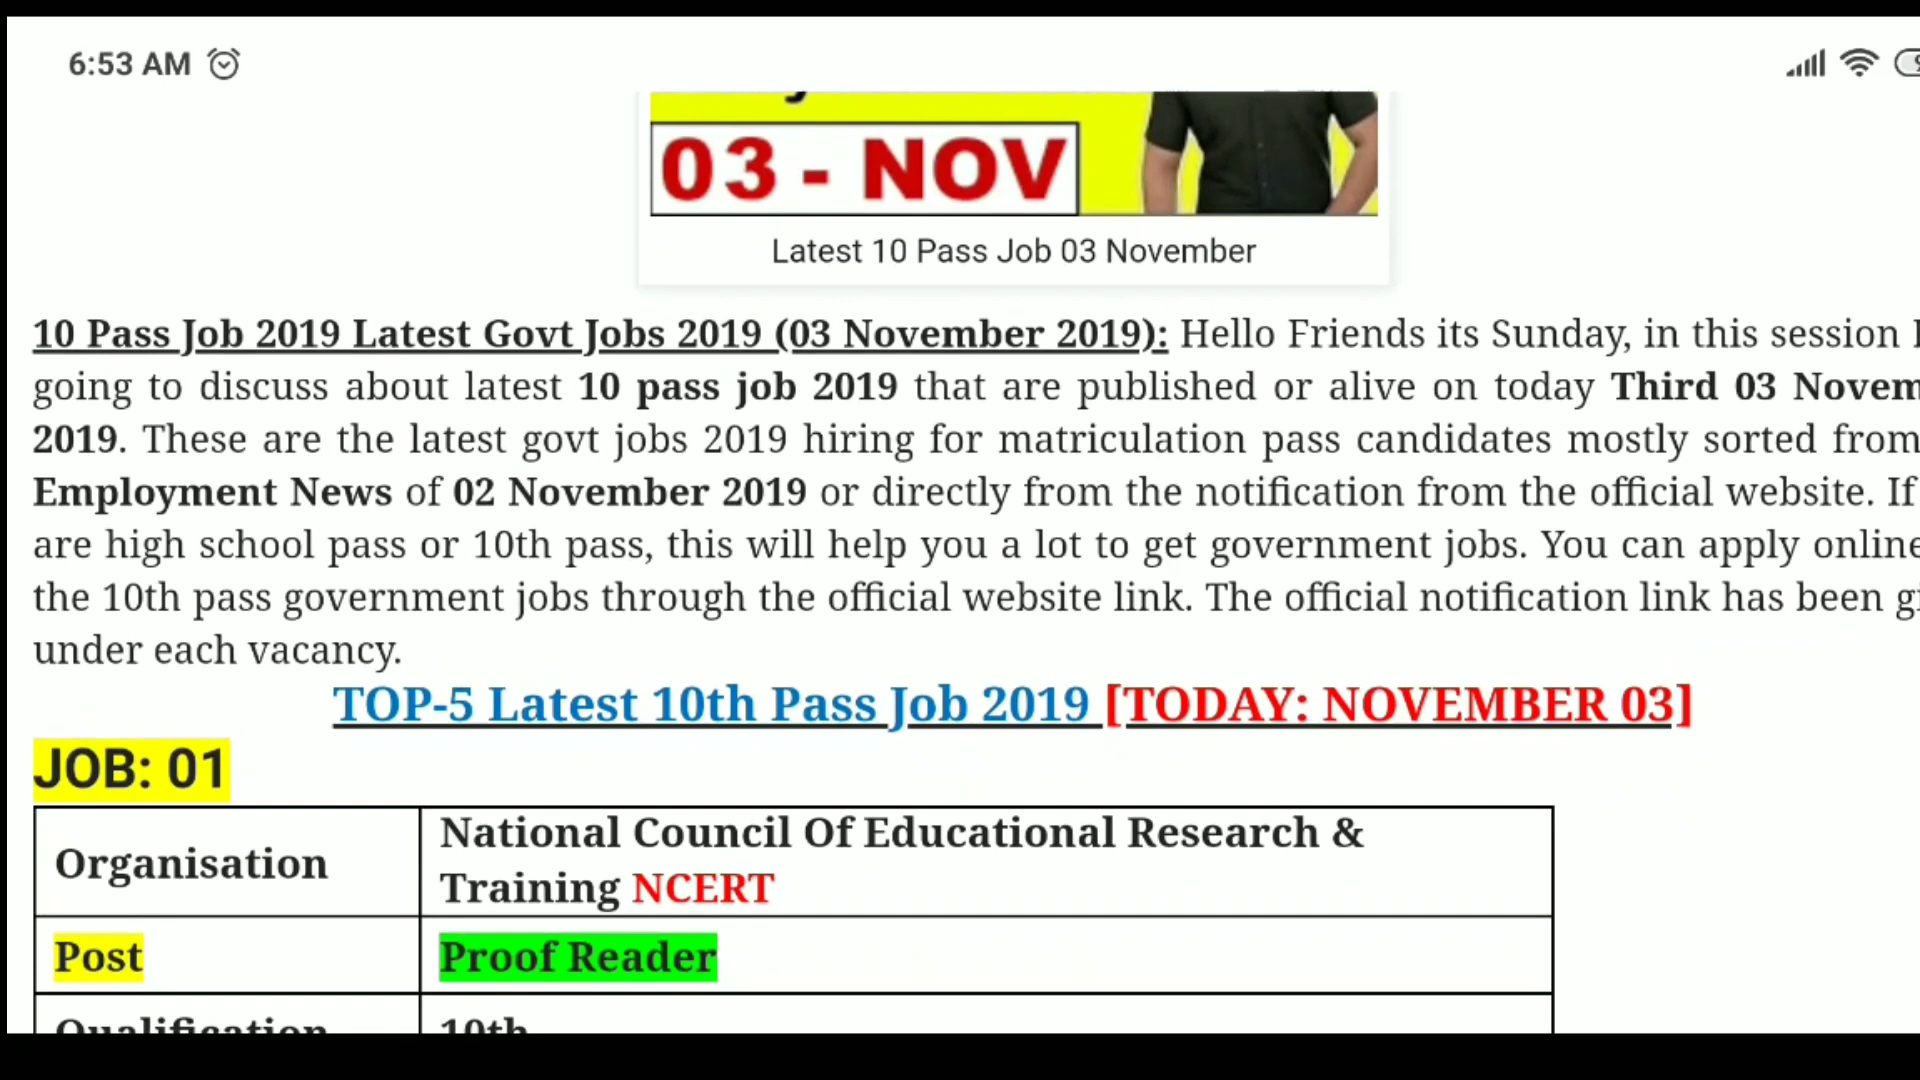 6:53 AM
03 - NOV
Latest 10 Pass Job 03 November
10 Pass Job 2019 Latest Govt Jobs 2019 (03 November 2019): Hello Friends its Sunday, in this session
going to discuss about latest 10 pass job 2019 that are published or alive on today Third 03
2019. These are the latest govt jobs 2019 hiring for matriculation pass candidates mostly sorted from
Employment News of 02 November 2019 or directly from the notification from the official website. If
are high school pass or 10th pass, this will help you a lot to get government jobs. You can apply online
the 10th pass government jobs through the official website link. The official notification link has been
under each vacancy.
TOP-5 Latest 10th Pass Job 2019 [TODAY: NOVEMBER 03]
JOB: 01
Organisation
National Council Of Educational Research &
Training NCERT
Post
Proof Reader
Qualification
10th